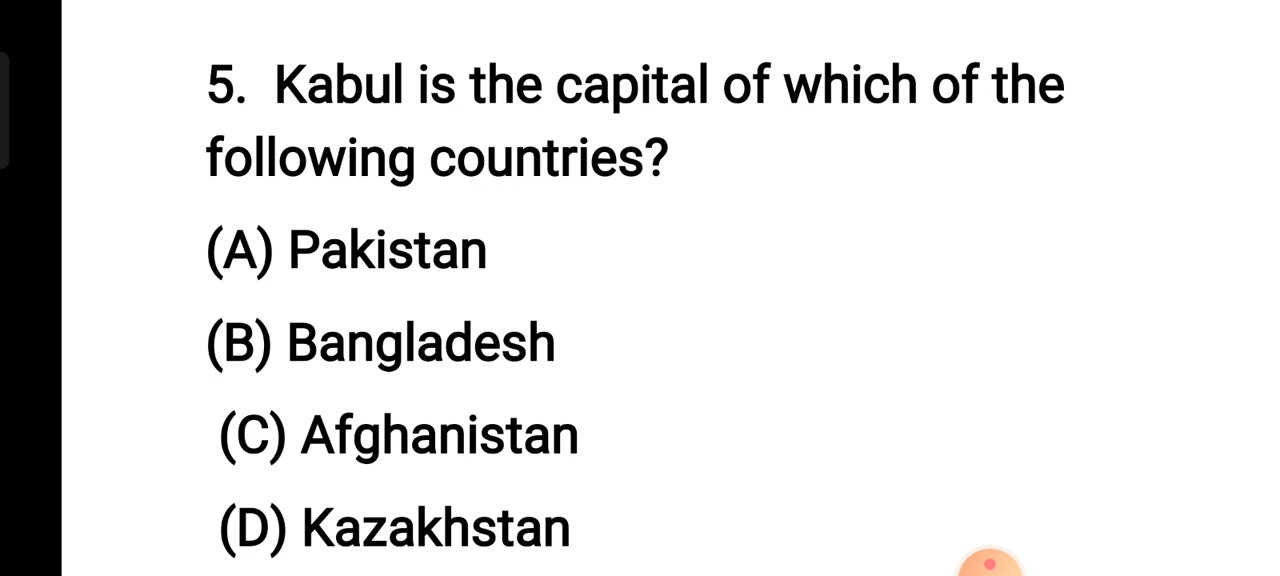 5. Kabul is the capital of which of the
following countries?
(A) Pakistan
(B) Bangladesh
(C) Afghanistan
(D) Kazakhstan